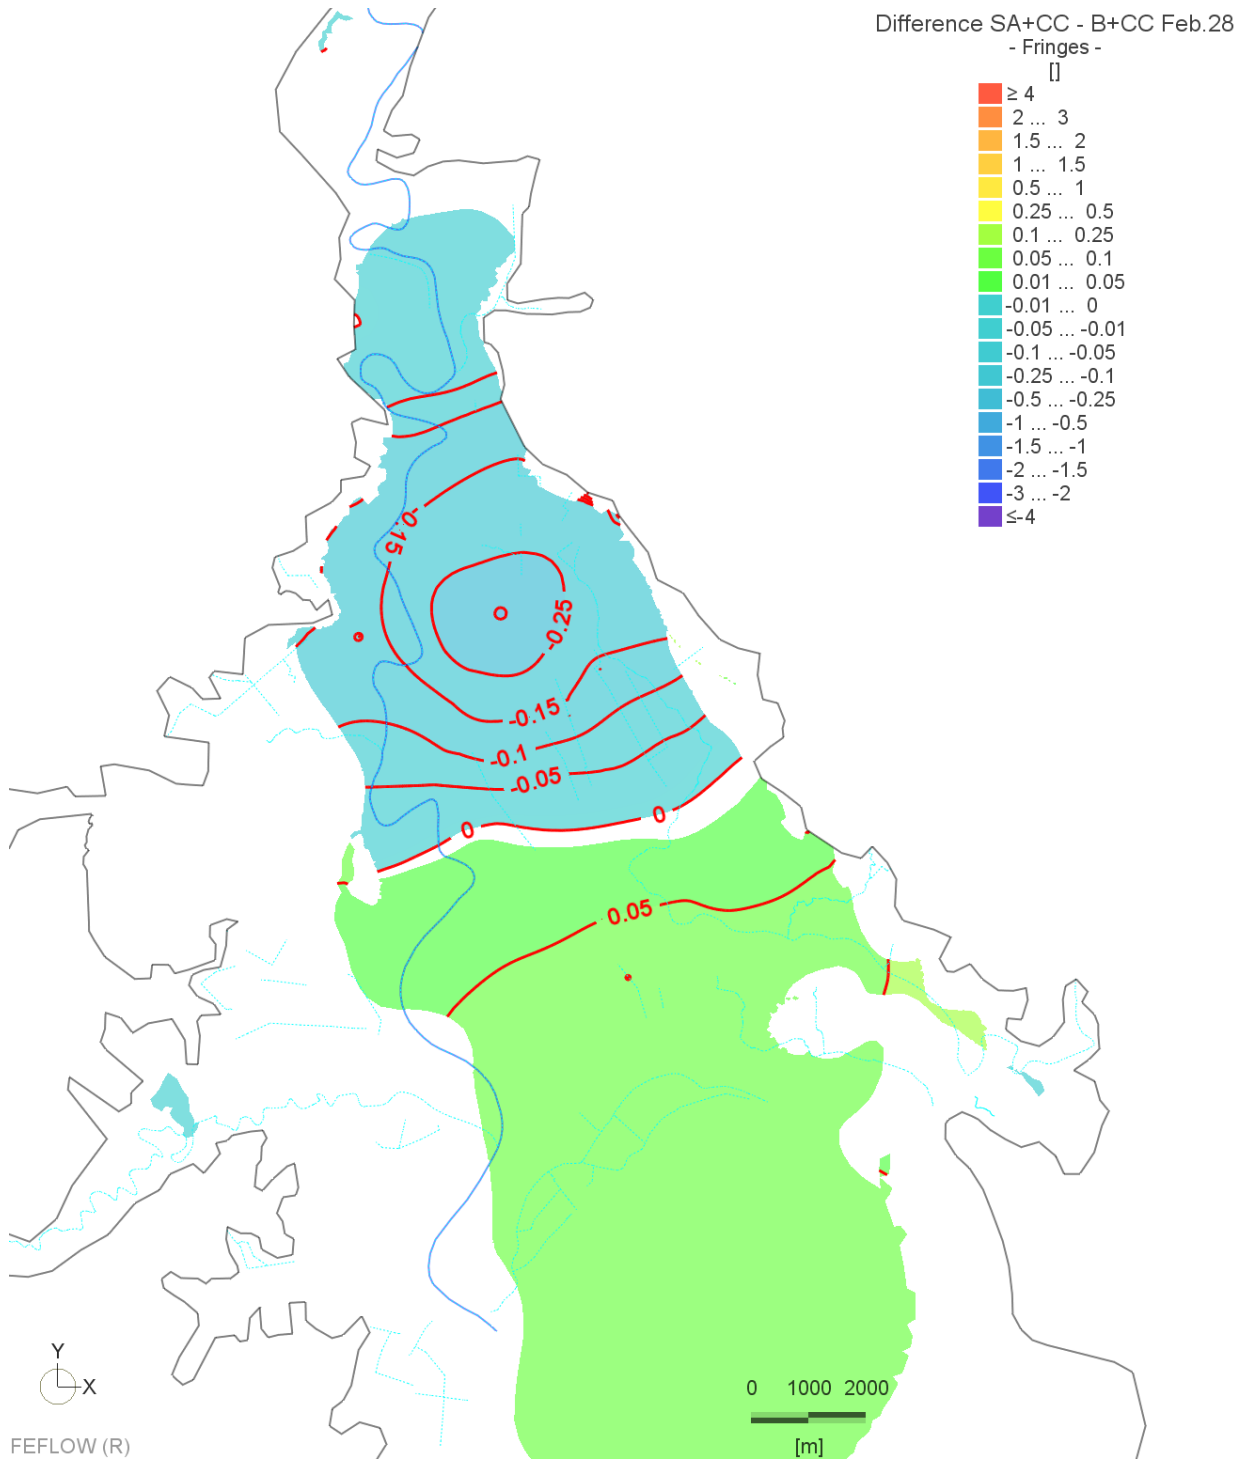 Difference SA+CC - B+CC Feb.28
- Fringes -
[]
≥ 4
2 ... 3
1.5 ... 2
1 ... 1.5
0.5 ... 1
0.25 ... 0.5
0.1 ... 0.25
0.05 ... 0.1
0.01 ... 0.05
-0.01 ... 0
-0.05 ... -0.01
-0.1 ... -0.05
-0.25 ... -0.1
-0.5 ... -0.25
-1 ... -0.5
-1.5 ... -1
-2 ... -1.5
-3 ... -2
≤-4
-0.15
-0.25
-0.15
-0.1
-0.05
0
0
0.05
Y
X
0 1000 2000
[m]
FEFLOW (R)